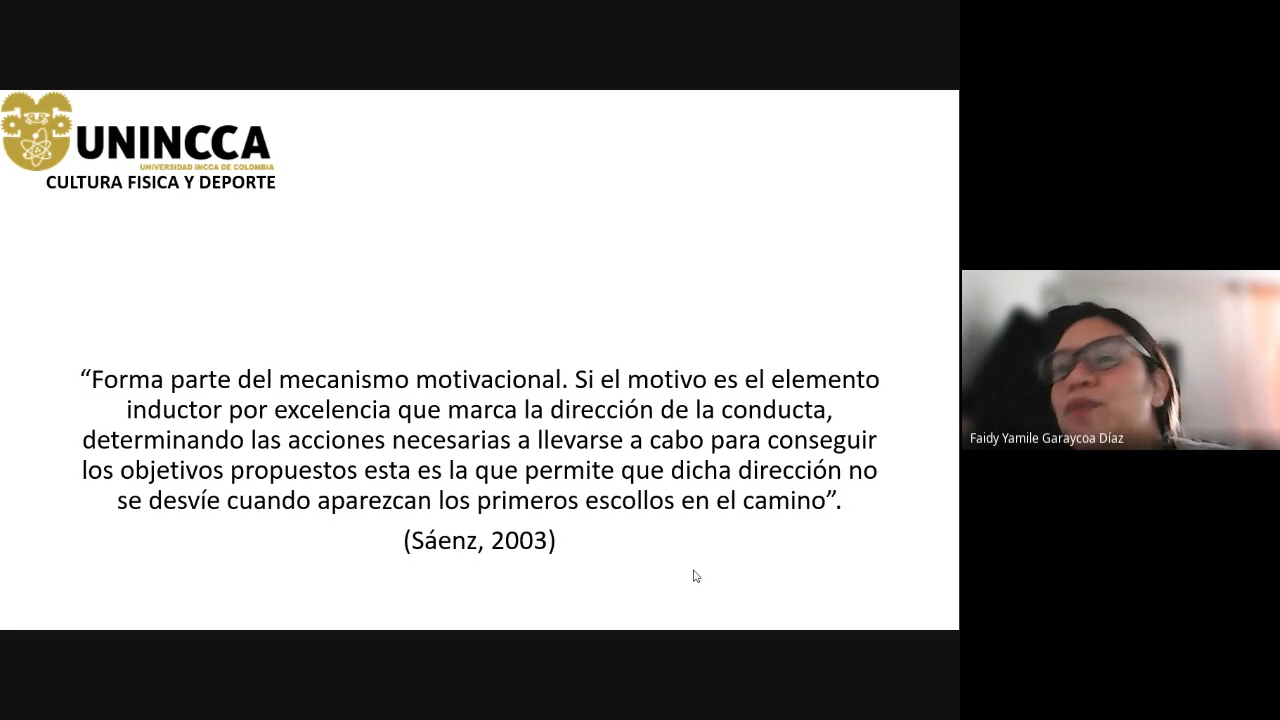 UNINCCA
UNIVERSIDAD INCCA DE COLOMBIA
CULTURA FISICA Y DEPORTE
“Forma parte del mecanismo motivacional. Si el motivo es el elemento
inductor por excelencia que marca la dirección de la conducta,
determinando las acciones necesarias a llevarse a cabo para conseguir
los objetivos propuestos esta es la que permite que dicha dirección no
se desvíe cuando aparezcan los primeros escollos en el camino”.
(Sáenz, 2003)
Faidy Yamile Garaycoa Díaz